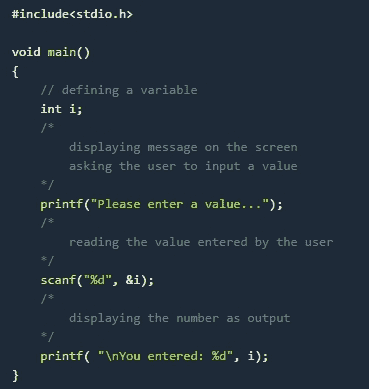 #include<stdio.h>
void main()
{
// defining a variable
int i;
/*
displaying message on the screen
asking the user to input a value
*/
printf("Please enter a value...");
/*
reading the value entered by the user
*/
scanf("%d", &i);
/*
displaying the number as output
*/
printf( "\nYou entered: %d", i);
}